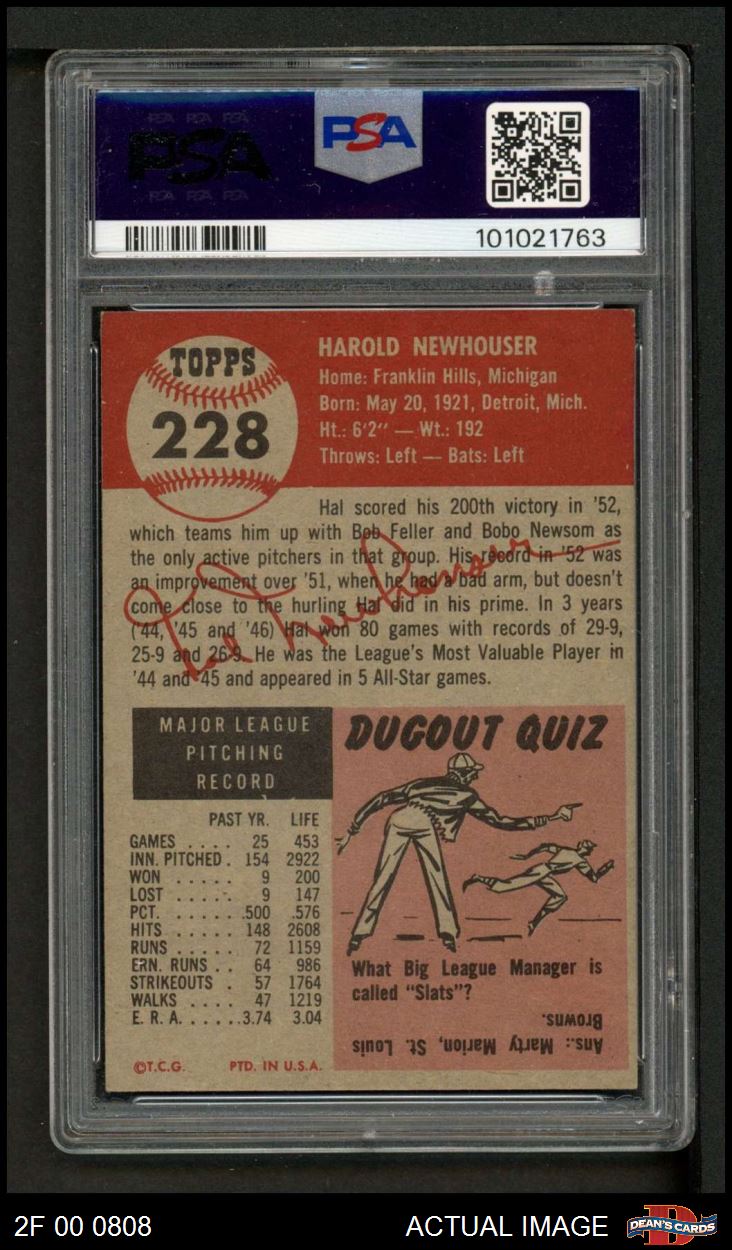 PSA PSA PSA
PSA
PSA PSA PSA
PSA
101021763
TOPPS
228
HAROLD NEWHOUSER
Home: Franklin Hills, Michigan
Born: May 20, 1921, Detroit, Mich.
Ht.: 6'2" — Wt.: 192
Throws: Left — Bats: Left
Hal scored his 200th victory in '52,
which teams him up with Bob Feller and Bobo Newsom as
the only active pitchers in that group. His record in '52 was
an improvement over '51, when he had a bad arm, but doesn't
come close to the hurling Hal did in his prime. In 3 years
('44, '45 and '46) Hal won 80 games with records of 29-9,
25-9 and 26-9. He was the League's Most Valuable Player in
'44 and '45 and appeared in 5 All-Star games.
Hal Newhouser
MAJOR LEAGUE
PITCHING
RECORD
PAST YR. LIFE
GAMES .... 25 453
INN. PITCHED . 154 2922
WON ..... 9 200
LOST ..... 9 147
PCT. ...... .500 .576
HITS ...... 148 2608
RUNS ..... 72 1159
ERN. RUNS .. 64 986
STRIKEOUTS . 57 1764
WALKS .... 47 1219
E. R. A. ......3.74 3.04
©T.C.G. PTD. IN U.S.A.
DUGOUT QUIZ
What Big League Manager is
called "Slats"?
Ans.: Marty Marion, St. Louis
Browns.
2F 00 0808
ACTUAL IMAGE
DEAN'S CARDS